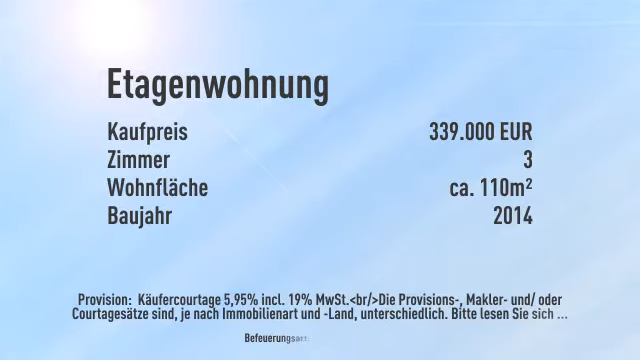 Etagenwohnung
Kaufpreis 339.000 EUR
Zimmer 3
Wohnfläche ca. 110m²
Baujahr 2014
Provision: Käufercourtage 5,95% incl. 19% MwSt.<br/>Die Provisions-, Makler- und/ oder
Courtagesätze sind, je nach Immobilienart und -Land, unterschiedlich. Bitte lesen Sie sich ...
Befeuerungsart: